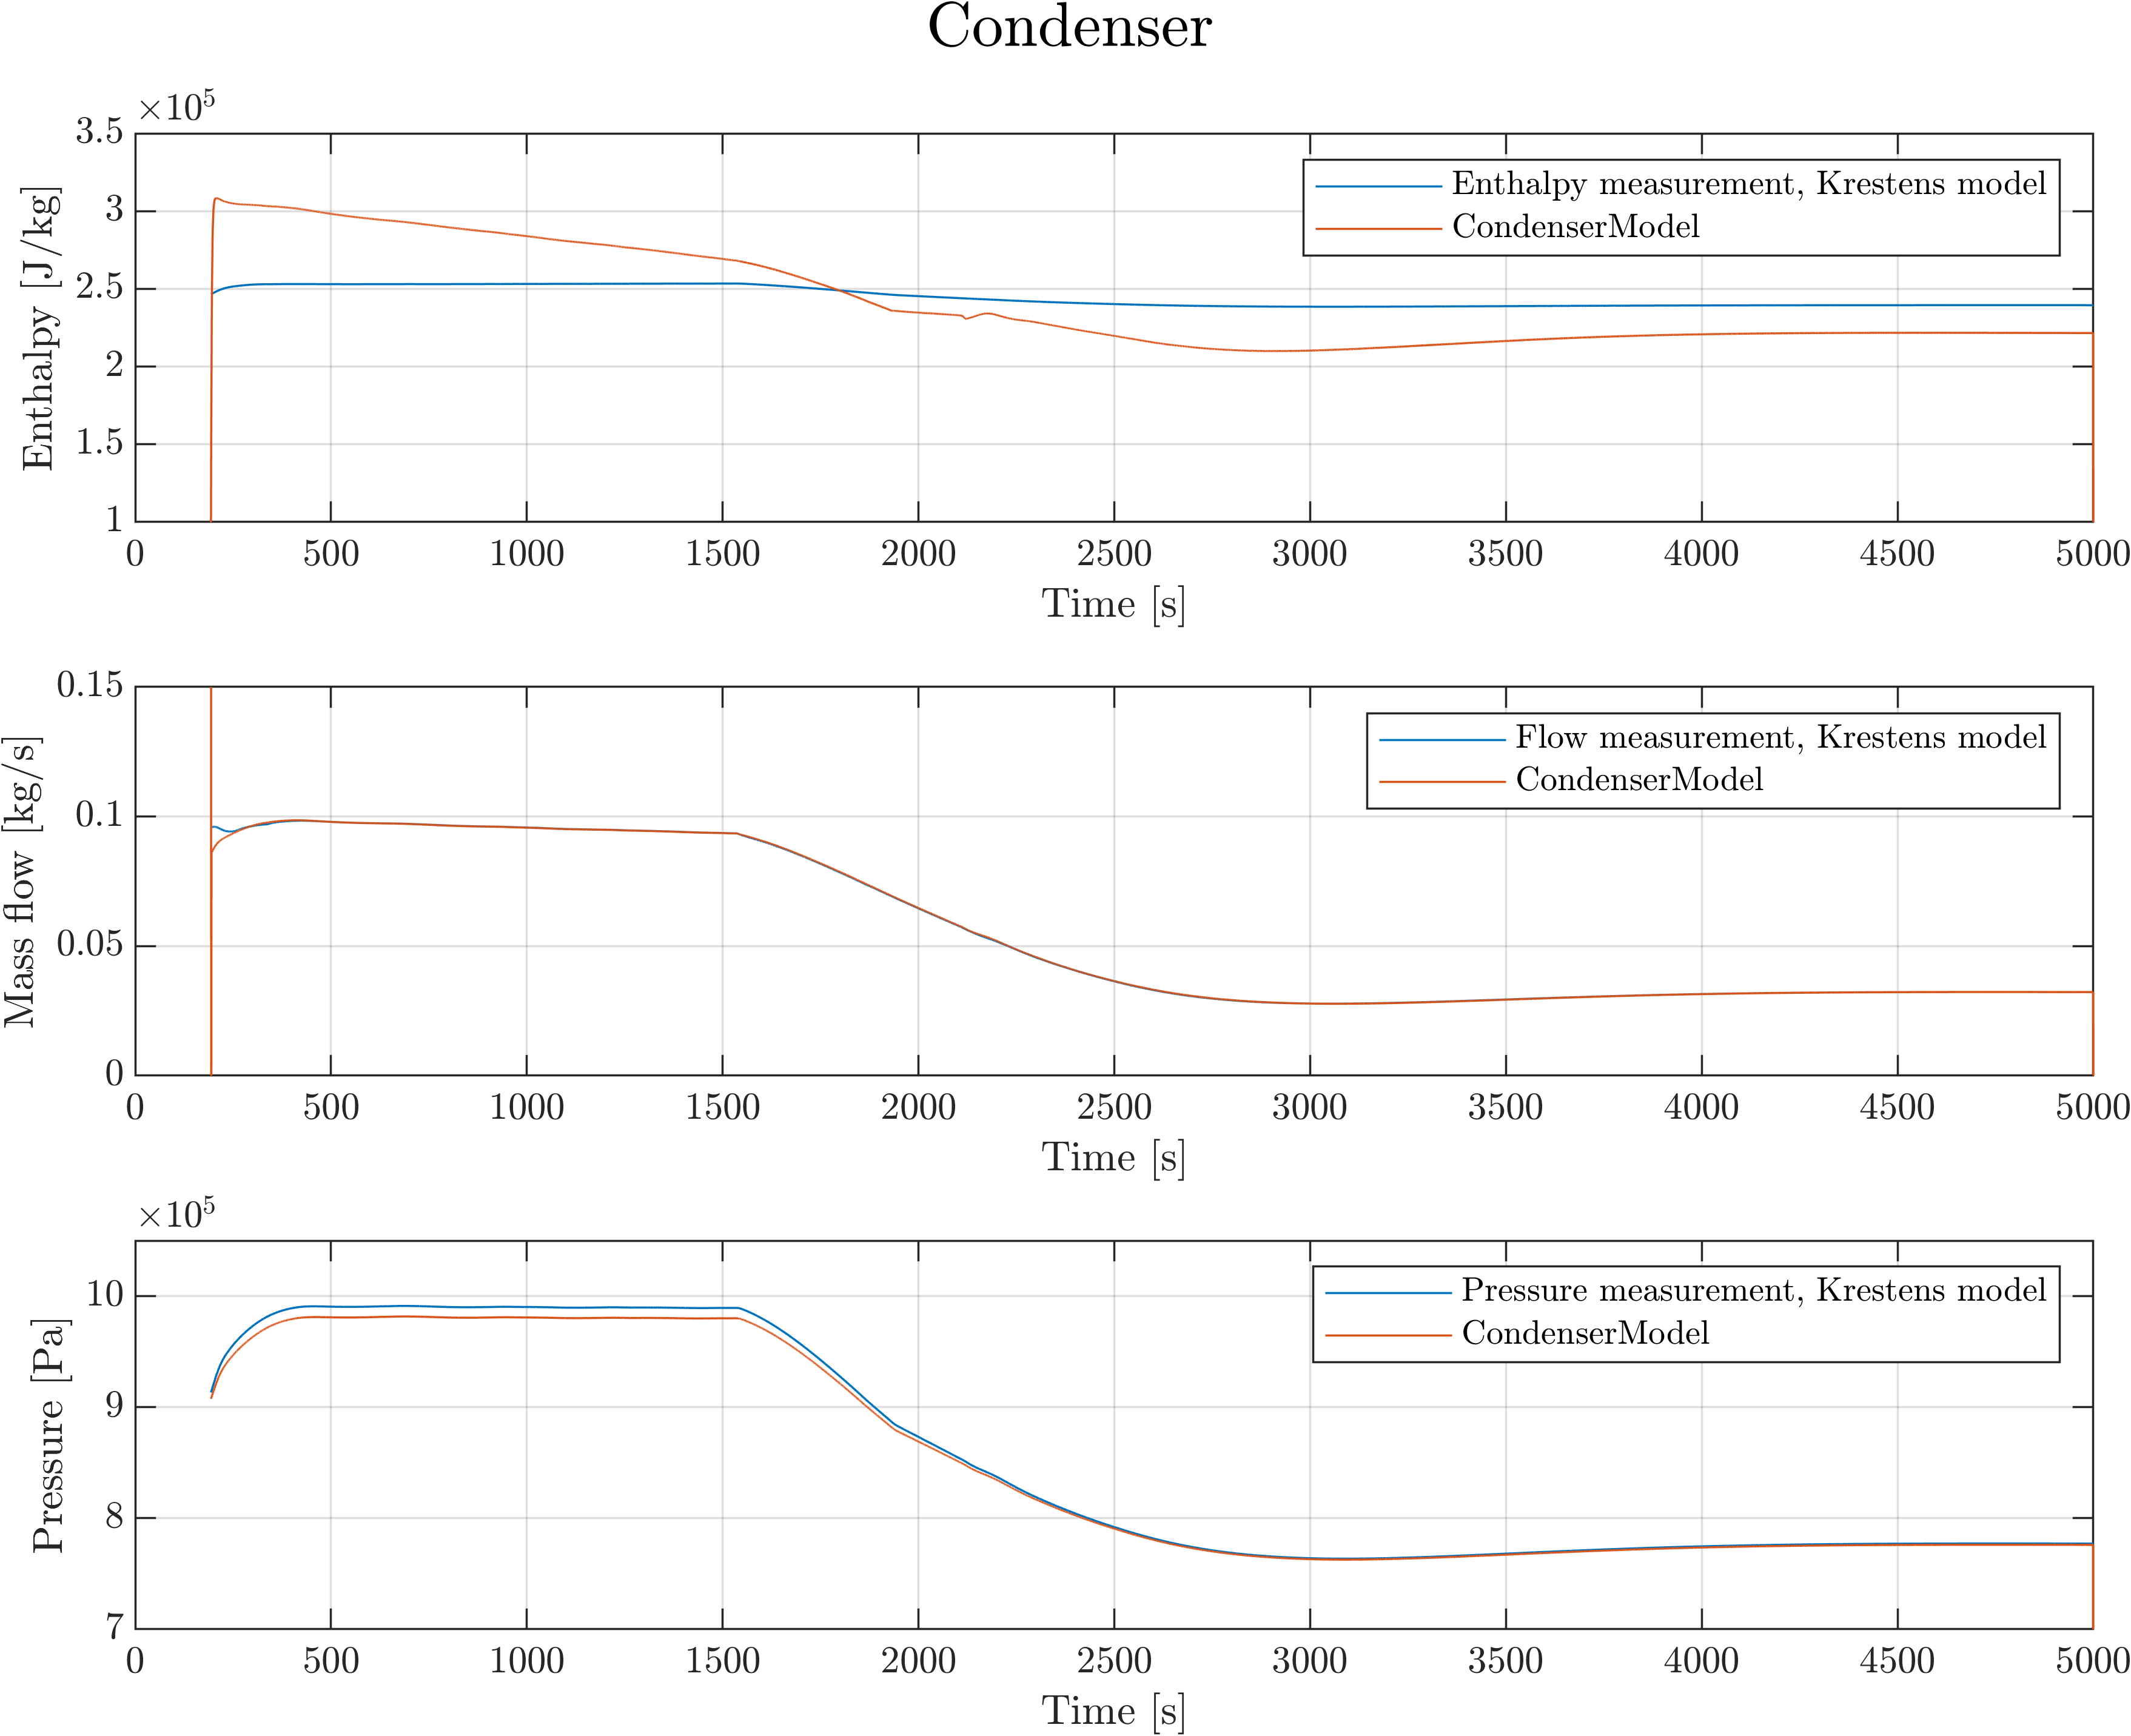 Condenser
×10⁵
3.5
3
2.5
2
1.5
1
Enthalpy [J/kg]
Enthalpy measurement, Krestens model
CondenserModel
0 500 1000 1500 2000 2500 3000 3500 4000 4500 5000
Time [s]
0.15
0.1
0.05
0
Mass flow [kg/s]
Flow measurement, Krestens model
CondenserModel
0 500 1000 1500 2000 2500 3000 3500 4000 4500 5000
Time [s]
×10⁵
10
9
8
7
Pressure [Pa]
Pressure measurement, Krestens model
CondenserModel
0 500 1000 1500 2000 2500 3000 3500 4000 4500 5000
Time [s]